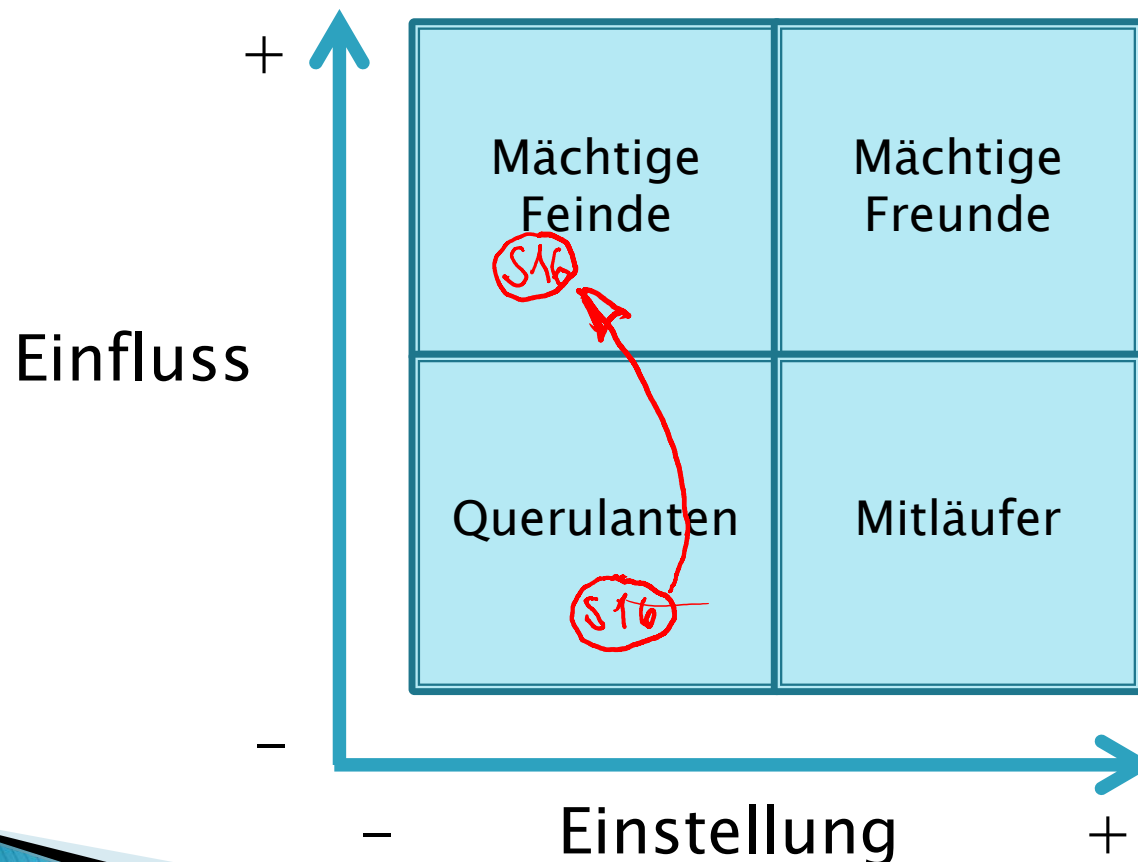 +
Mächtige
Feinde
Mächtige
Freunde
S16
Einfluss
Querulanten
Mitläufer
S16
-
- Einstellung +